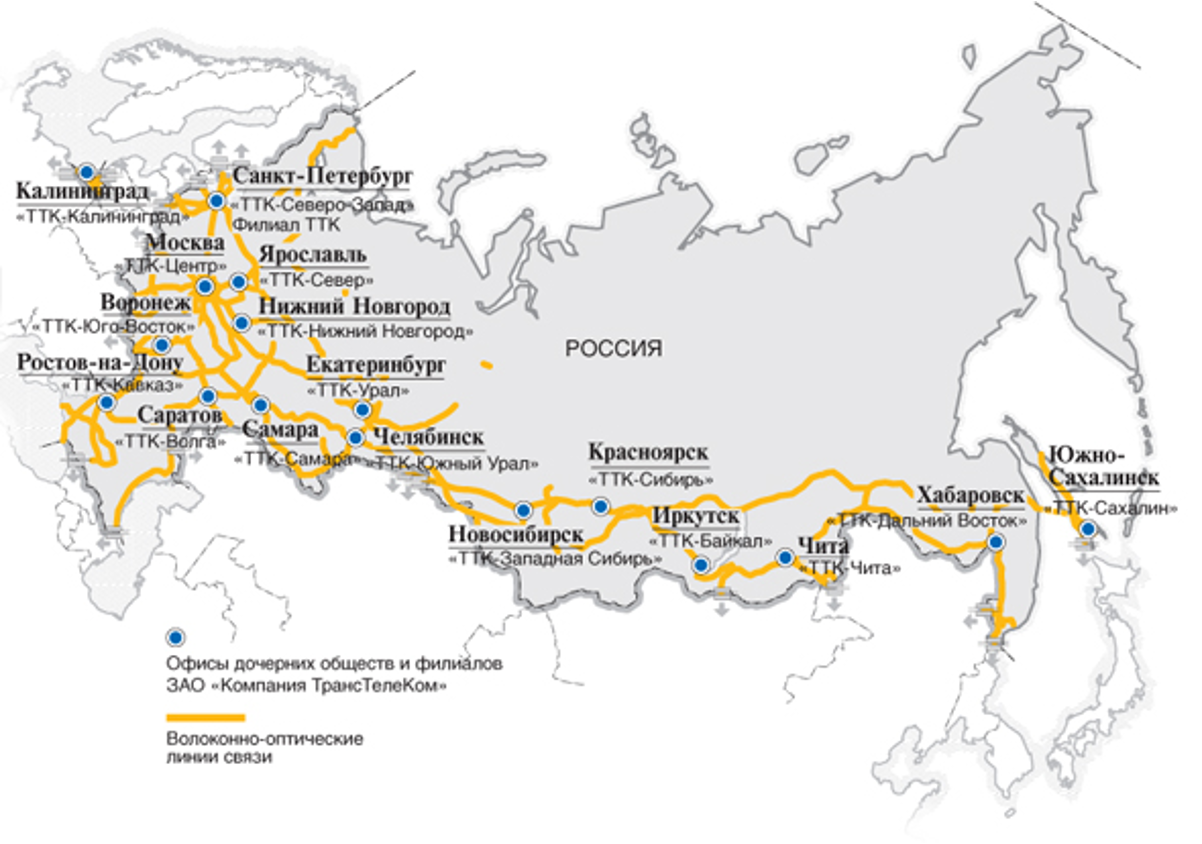 Санкт-Петербург
«ТТК-Северо-Запад»
Филиал ТТК
Калининград
«ТТК-Калининград»
Москва
«ТТК-Центр»
Ярославль
«ТТК-Север»
Воронеж
«ТТК-Юго-Восток»
Нижний Новгород
«ТТК-Нижний Новгород»
РОССИЯ
Ростов-на-Дону
«ТТК-Кавказ»
Екатеринбург
«ТТК-Урал»
Саратов
«ТТК-Волга»
Самара
«ТТК-Самара»
Челябинск
«ТТК-Южный Урал»
Красноярск
«ТТК-Сибирь»
Южно-
Сахалинск
«ТТК-Сахалин»
Хабаровск
«ТТК-Дальний Восток»
Иркутск
«ТТК-Байкал»
Новосибирск
«ТТК-Западная Сибирь»
Чита
«ТТК-Чита»
Офисы дочерних обществ и филиалов
ЗАО «Компания ТрансТелеКом»
Волоконно-оптические
линии связи